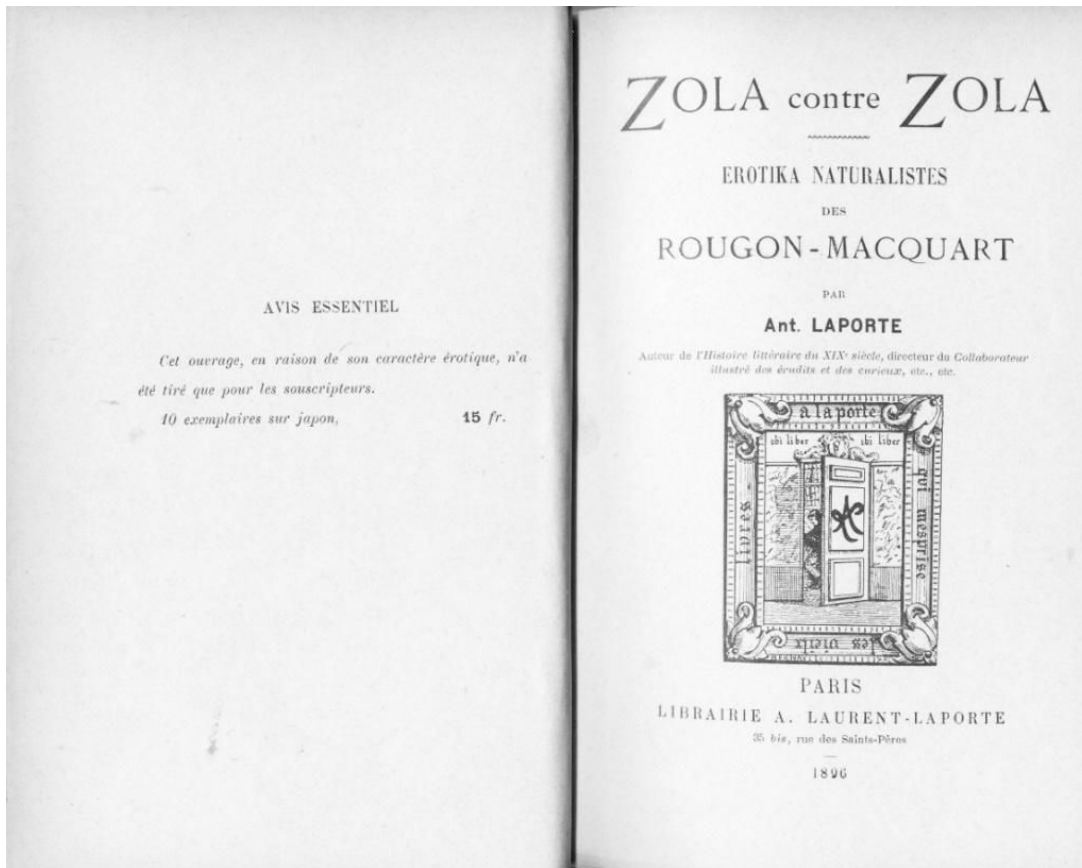 AVIS ESSENTIEL
Cet ouvrage, en raison de son caractère érotique, n'a
été tiré que pour les souscripteurs.
10 exemplaires sur japon, 15 fr.
ZOLA contre ZOLA
EROTIKA NATURALISTES
DES
ROUGON-MACQUART
PAR
Ant. LAPORTE
Auteur de l'Histoire littéraire du XIXe siècle, directeur du Collaborateur
illustré des érudits et des curieux, etc., etc.
à la porte
ibi liber ibi liber
qui mesprise
les vieulx
livres
PARIS
LIBRAIRIE A. LAURENT-LAPORTE
35 bis, rue des Saints-Pères
1896